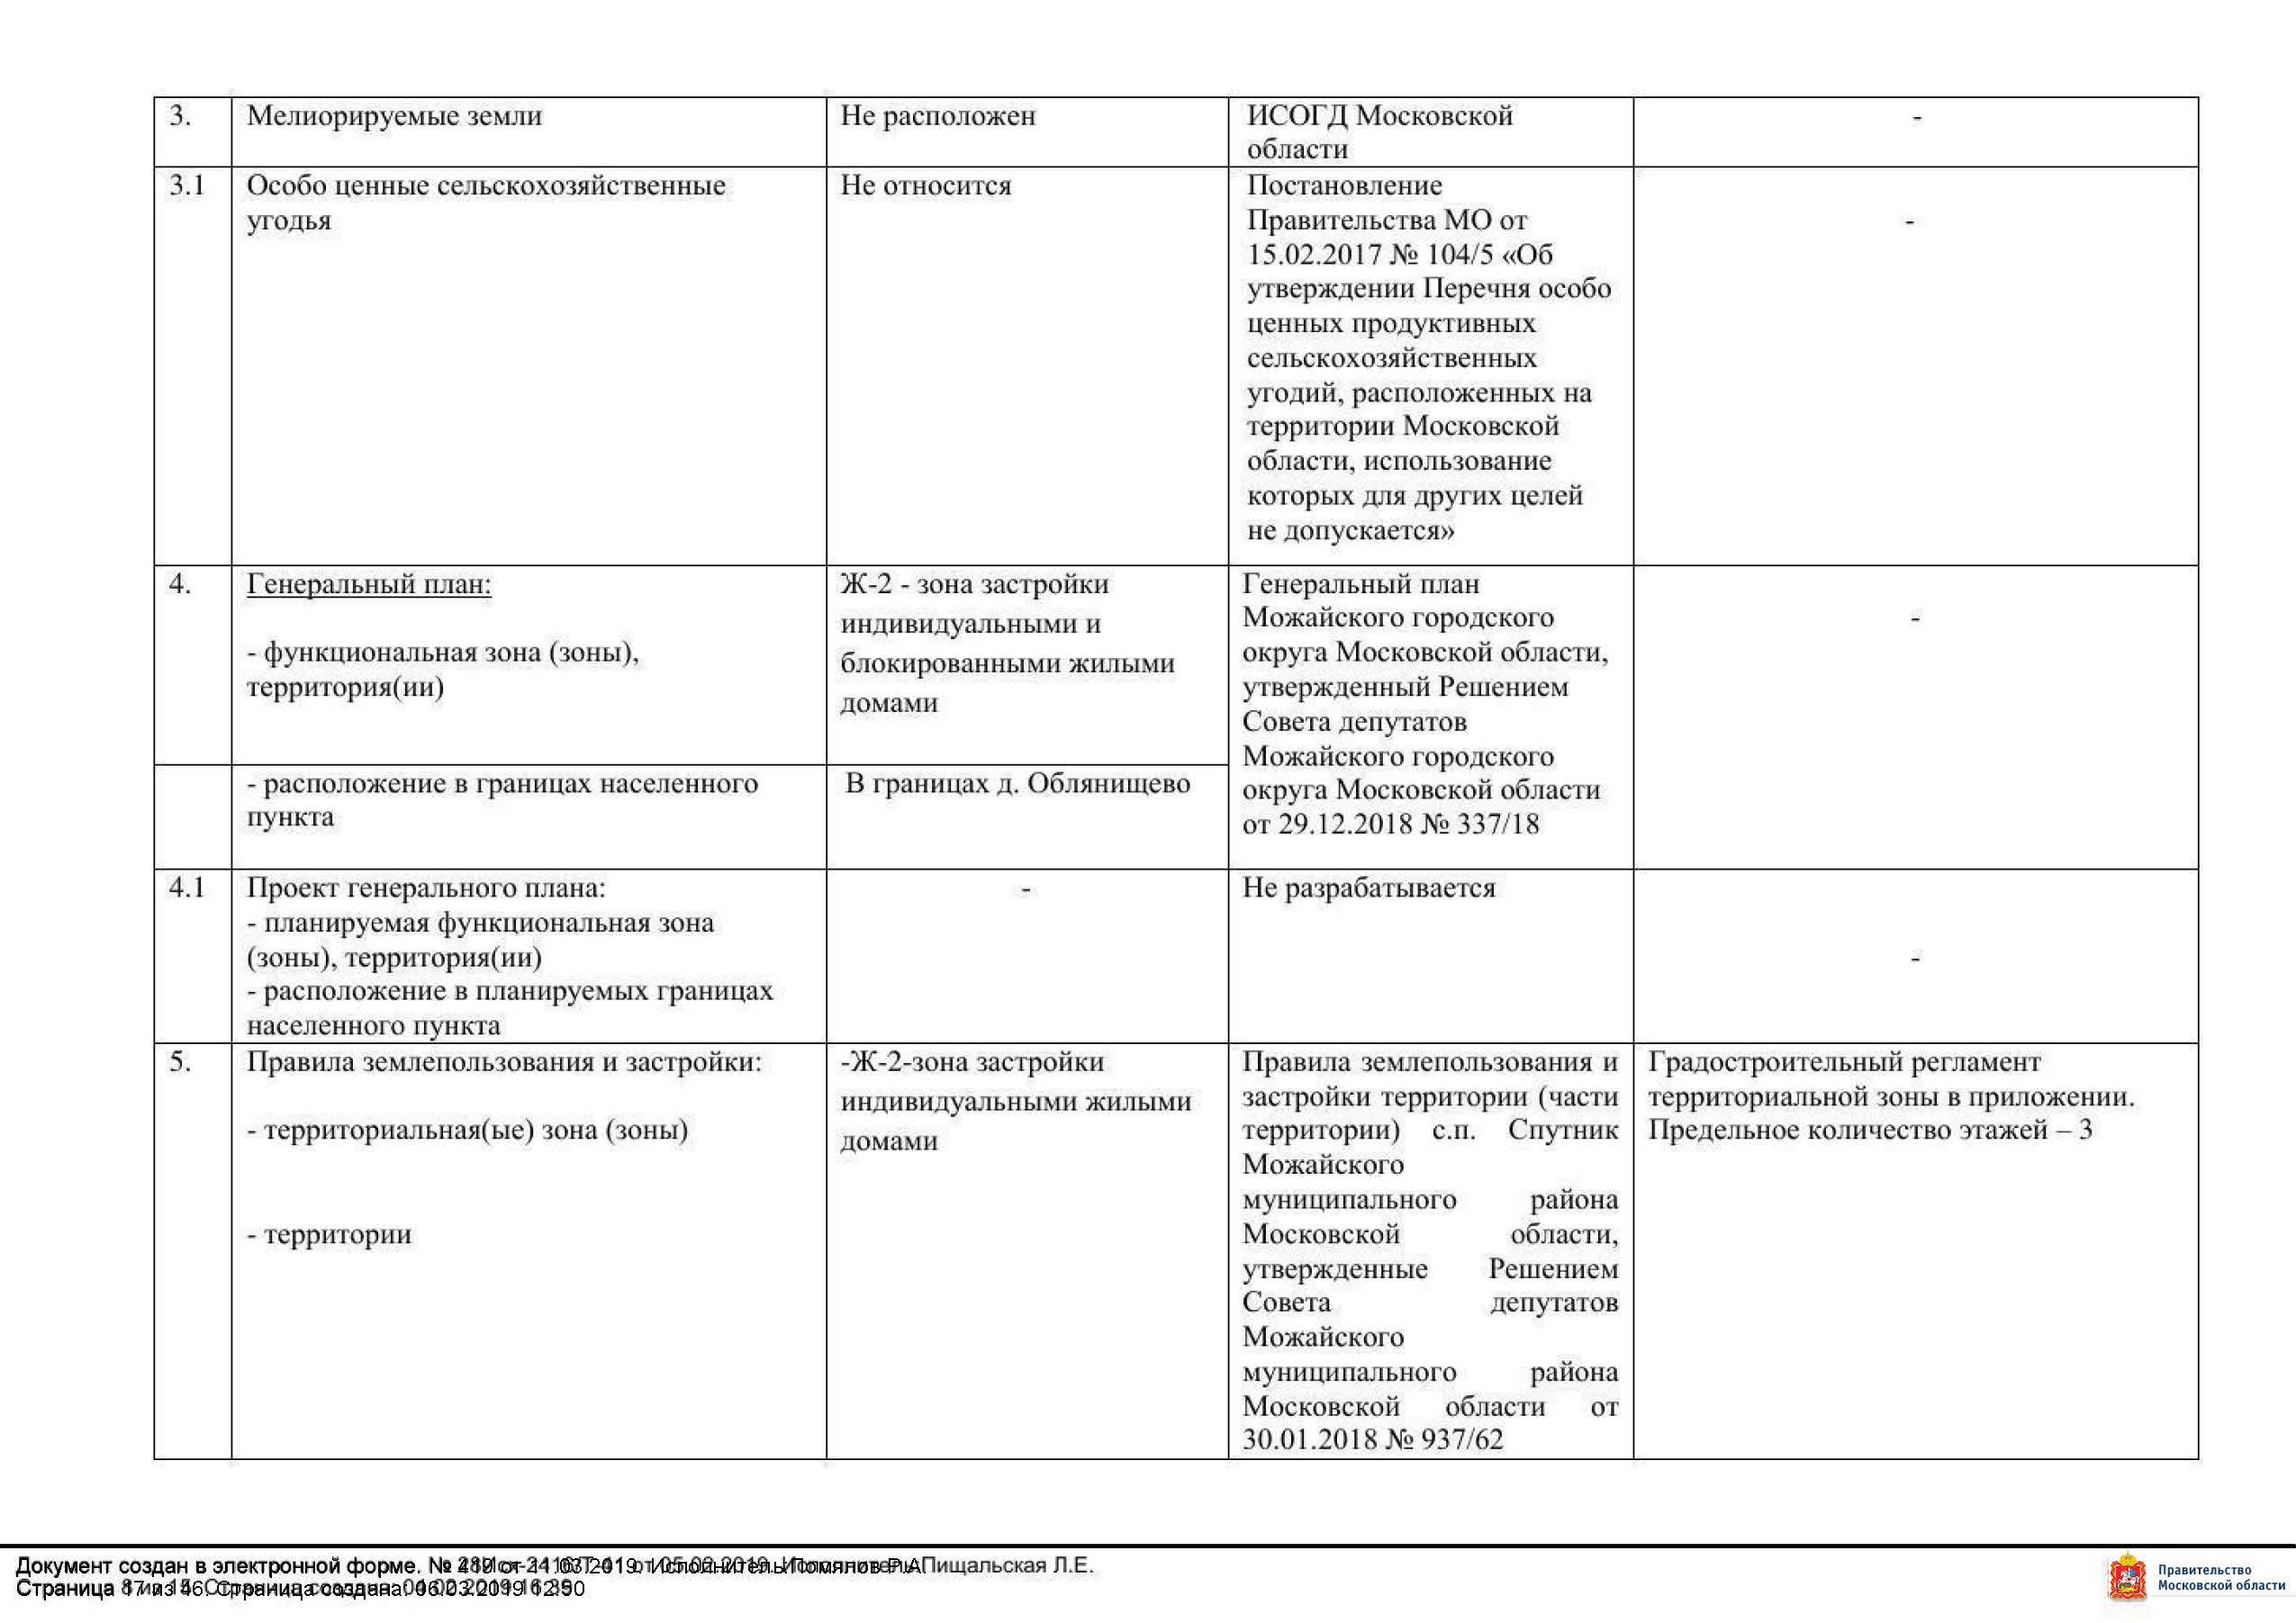 3.
Мелиорируемые земли
Не расположен
ИСОГД Московской
области
-
3.1
Особо ценные сельскохозяйственные
угодья
Не относится
Постановление
Правительства МО от
15.02.2017 № 104/5 «Об
утверждении Перечня особо
ценных продуктивных
сельскохозяйственных
угодий, расположенных на
территории Московской
области, использование
которых для других целей
не допускается»
-
4.
Генеральный план:
- функциональная зона (зоны),
территория(ии)
Ж-2 - зона застройки
индивидуальными и
блокированными жилыми
домами
Генеральный план
Можайского городского
округа Московской области,
утвержденный Решением
Совета депутатов
Можайского городского
округа Московской области
от 29.12.2018 № 337/18
-
- расположение в границах населенного
пункта
В границах д. Облянищево
4.1
Проект генерального плана:
- планируемая функциональная зона
(зоны), территория(ии)
- расположение в планируемых границах
населенного пункта
-
Не разрабатывается
-
5.
Правила землепользования и застройки:
- территориальная(ые) зона (зоны)
- территории
-Ж-2-зона застройки
индивидуальными жилыми
домами
Правила землепользования и
застройки территории (части
территории) с.п. Спутник
Можайского
муниципального района
Московской области,
утвержденные Решением
Совета депутатов
Можайского
муниципального района
Московской области от
30.01.2018 № 937/62
Градостроительный регламент
территориальной зоны в приложении.
Предельное количество этажей – 3
Документ создан в электронной форме. № Пищальская Л.Е.
Страница
Правительство
Московской области